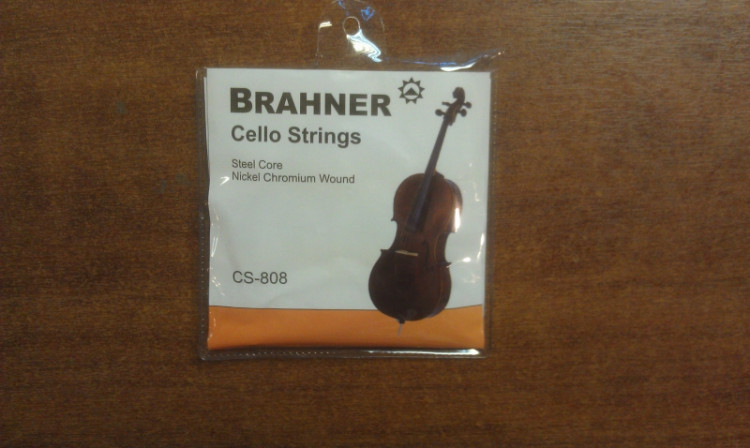 BRAHNER
Cello Strings
Steel Core
Nickel Chromium Wound
CS-808